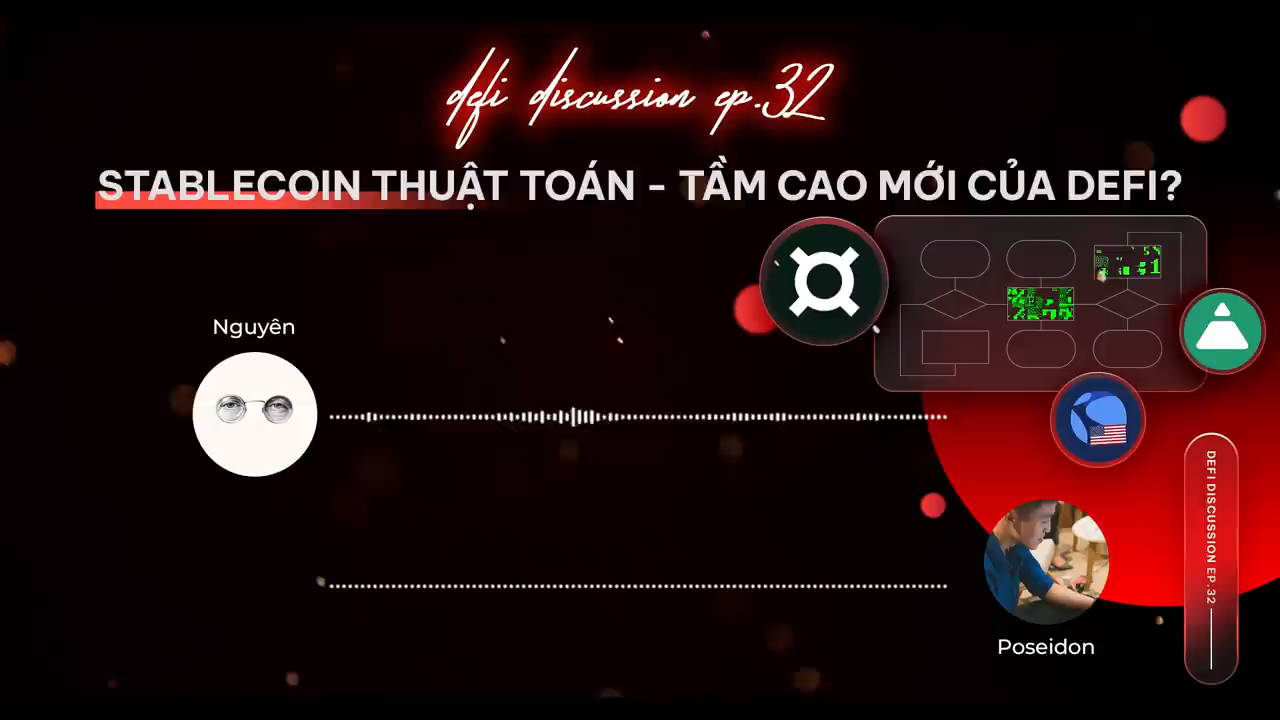 defi discussion ep.32
STABLECOIN THUẬT TOÁN - TẦM CAO MỚI CỦA DEFI?
Nguyên
Poseidon
DEFI DISCUSSION EP.32